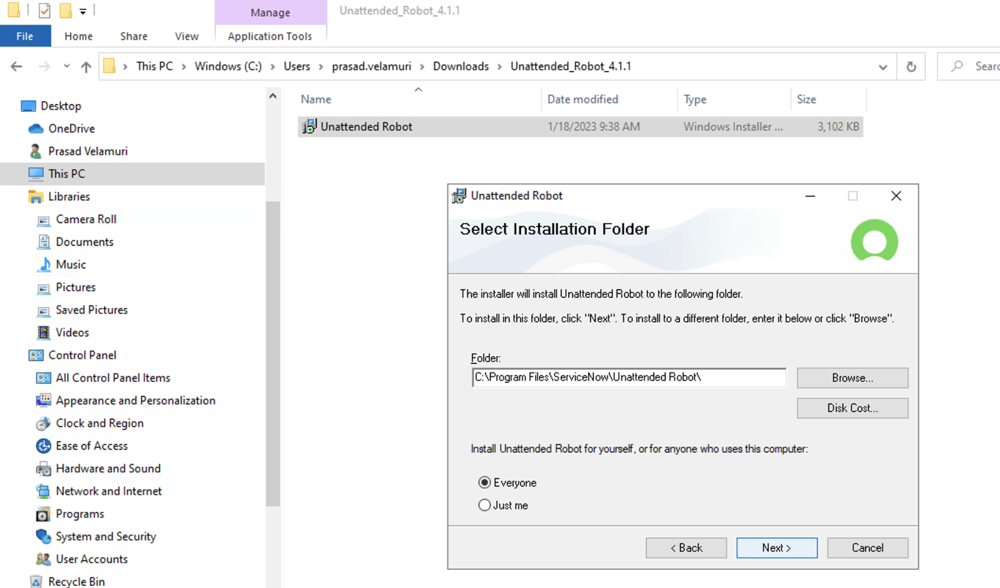 Manage
Unattended_Robot_4.1.1
File
Home
Share
View
Application Tools
This PC
Windows (C:)
Users
prasad.velamuri
Downloads
Unattended_Robot_4.1.1
Name
Date modified
Type
Size
Unattended Robot
1/18/2023 9:38 AM
Windows Installer ...
3,102 KB
Desktop
OneDrive
Prasad Velamuri
This PC
Libraries
Camera Roll
Documents
Music
Pictures
Saved Pictures
Videos
Control Panel
All Control Panel Items
Appearance and Personalization
Clock and Region
Ease of Access
Hardware and Sound
Network and Internet
Programs
System and Security
User Accounts
Recycle Bin
Unattended Robot
Select Installation Folder
The installer will install Unattended Robot to the following folder.
To install in this folder, click "Next". To install to a different folder, enter it below or click "Browse".
Folder:
C:\Program Files\ServiceNow\Unattended Robot\
Browse...
Disk Cost...
Install Unattended Robot for yourself, or for anyone who uses this computer:
Everyone
Just me
< Back
Next >
Cancel